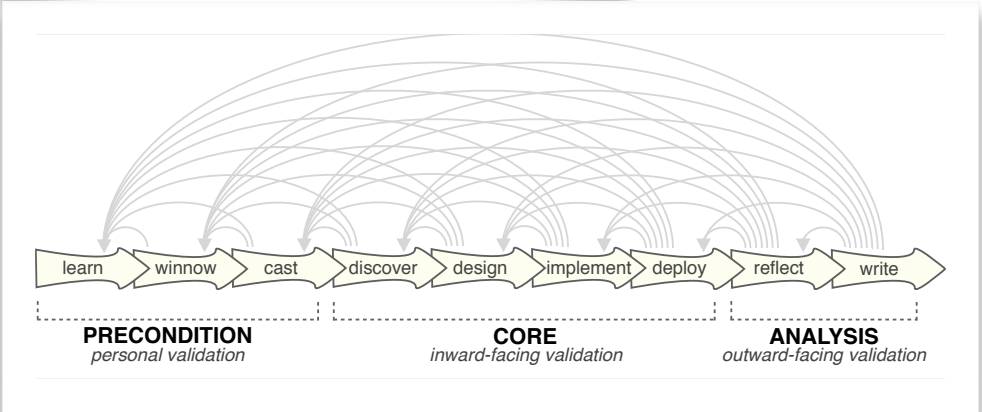 learn winnow cast discover design implement deploy reflect write
PRECONDITION CORE ANALYSIS
personal validation inward-facing validation outward-facing validation